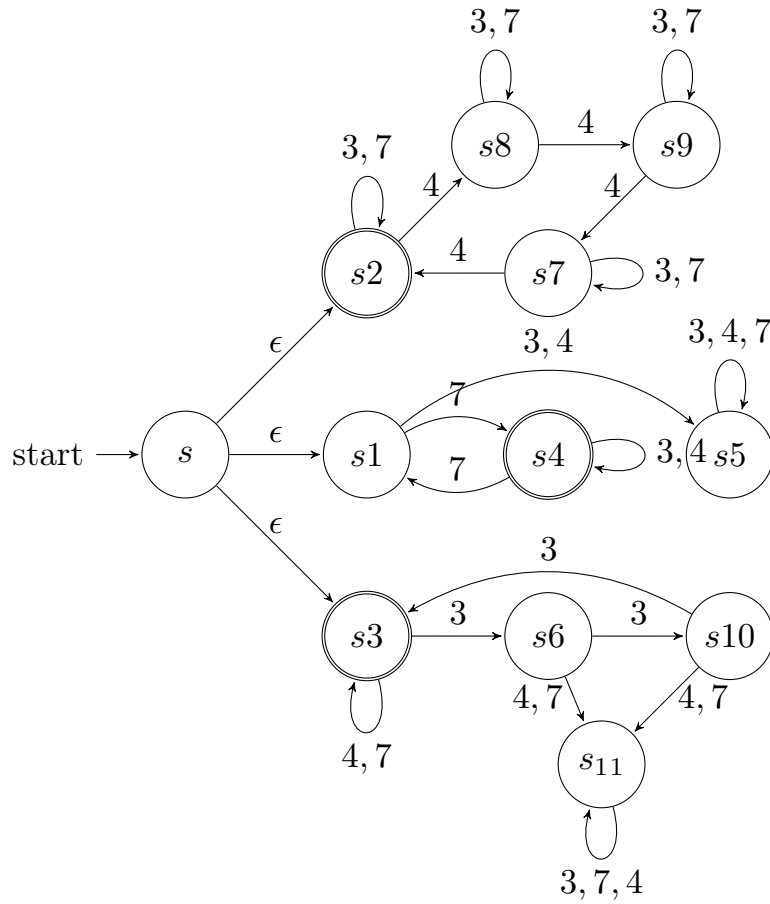 3, 7
3, 7
s8
4
s9
3, 7
4
4
s2
4
s7
3, 7
ϵ
3, 4
3, 4, 7
7
start
s
ϵ
s1
s4
3, 4
s5
7
ϵ
3
s3
3
s6
3
s10
4, 7
4, 7
4, 7
s₁₁
3, 7, 4